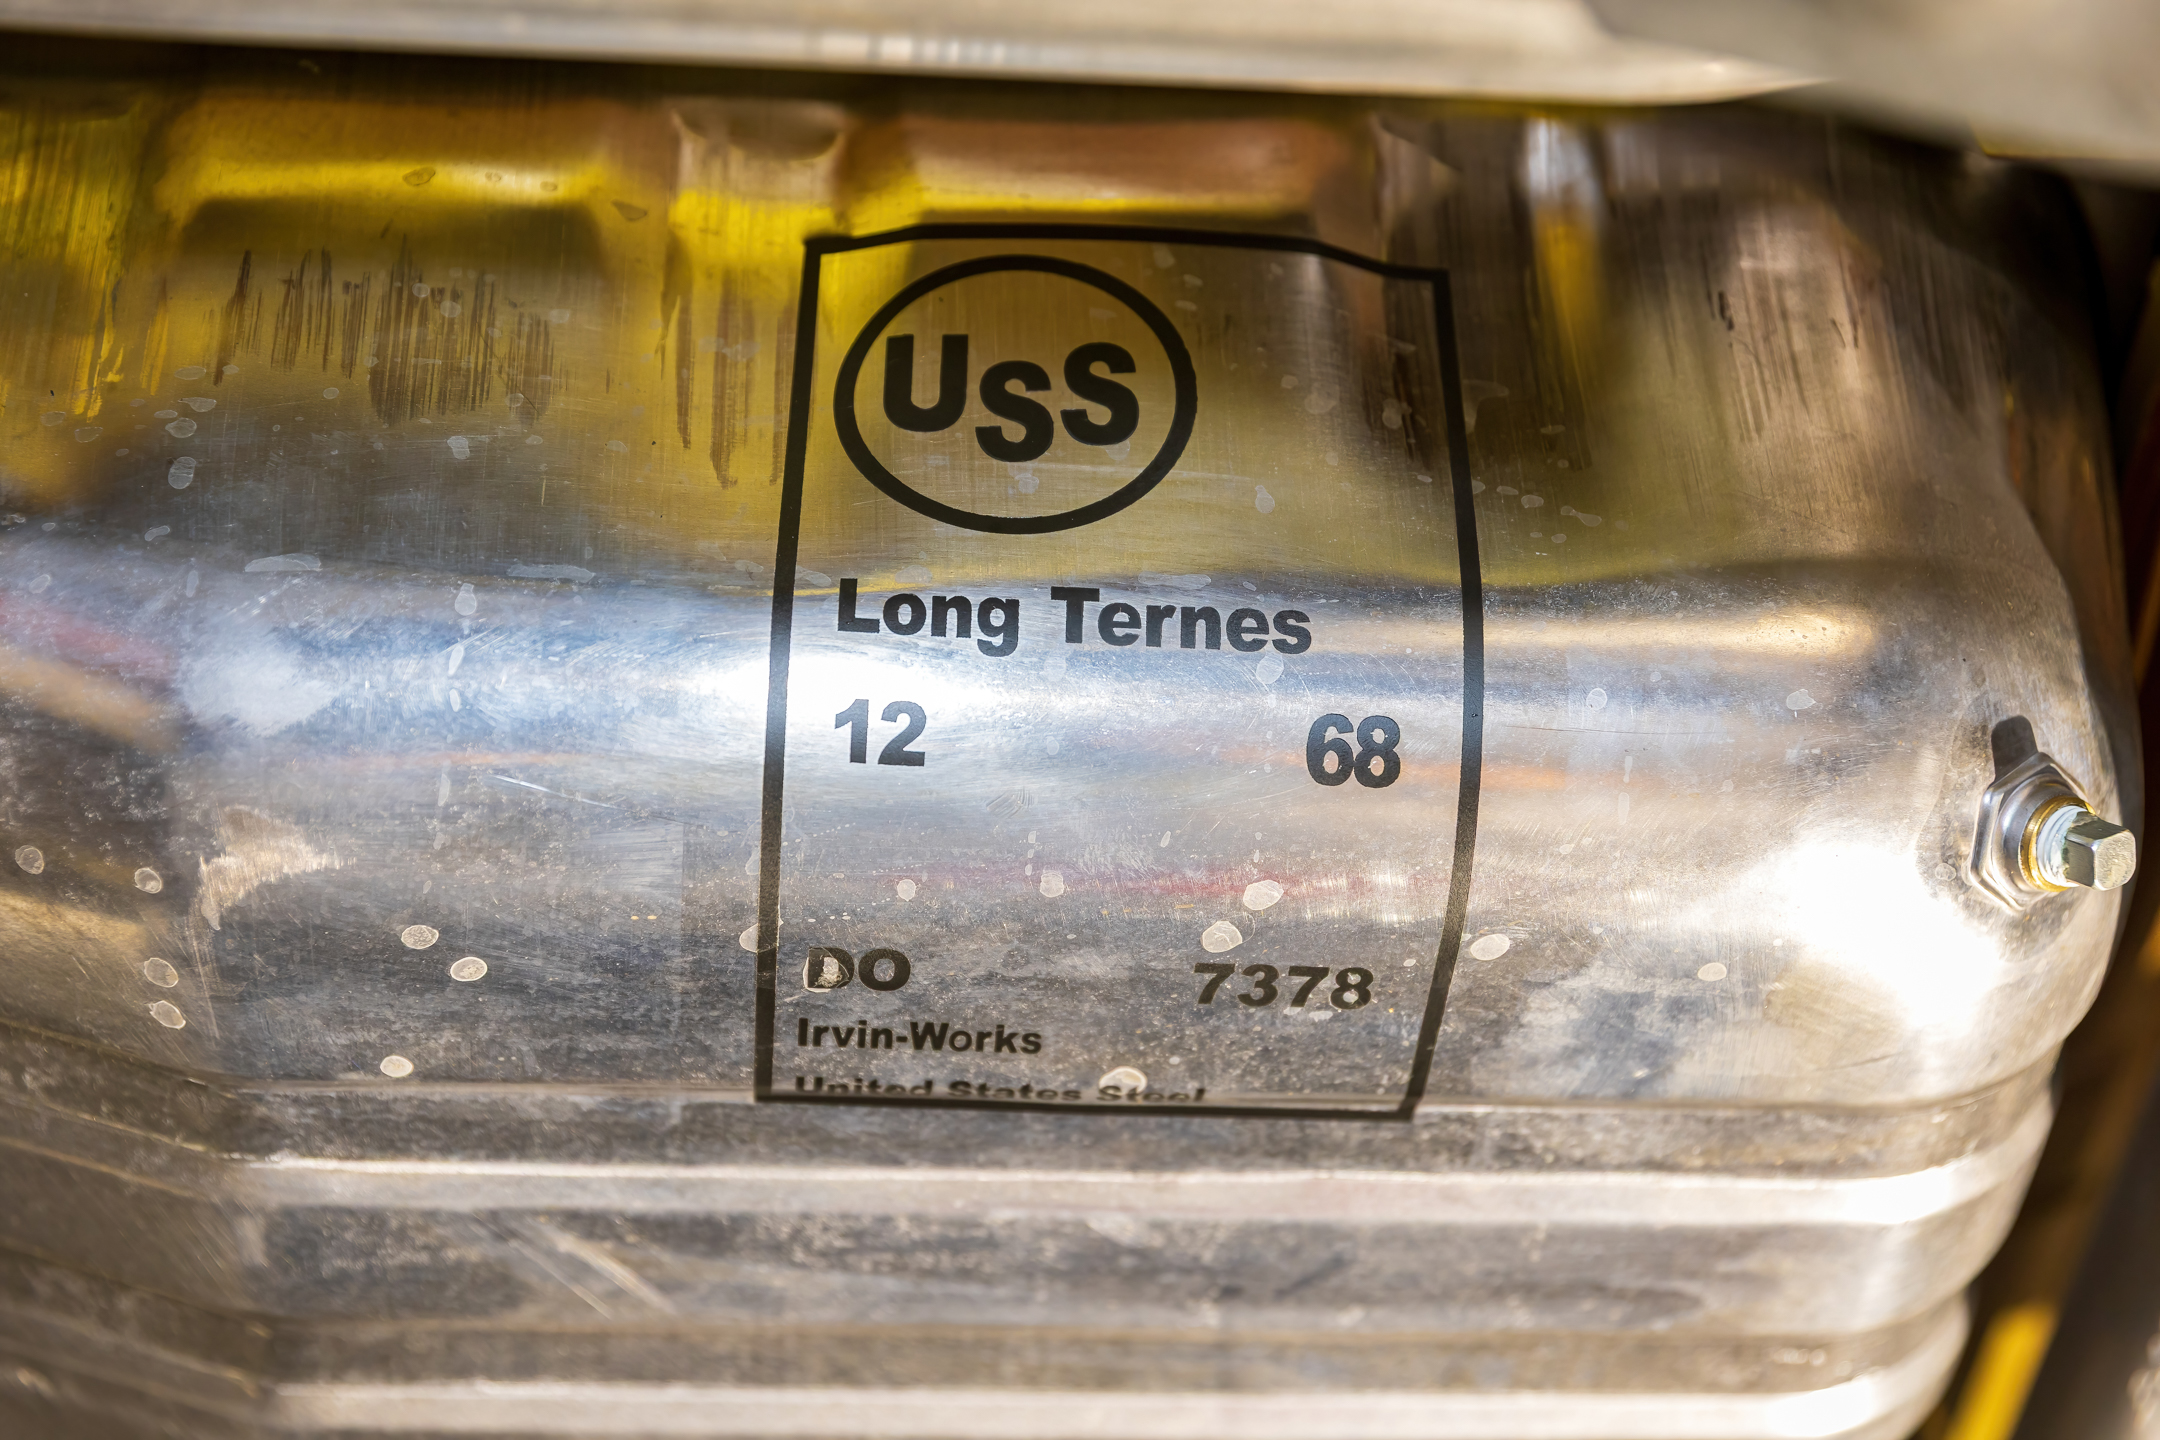 USS
Long Ternes
12 68
DO 7378
Irvin-Works
United States Steel